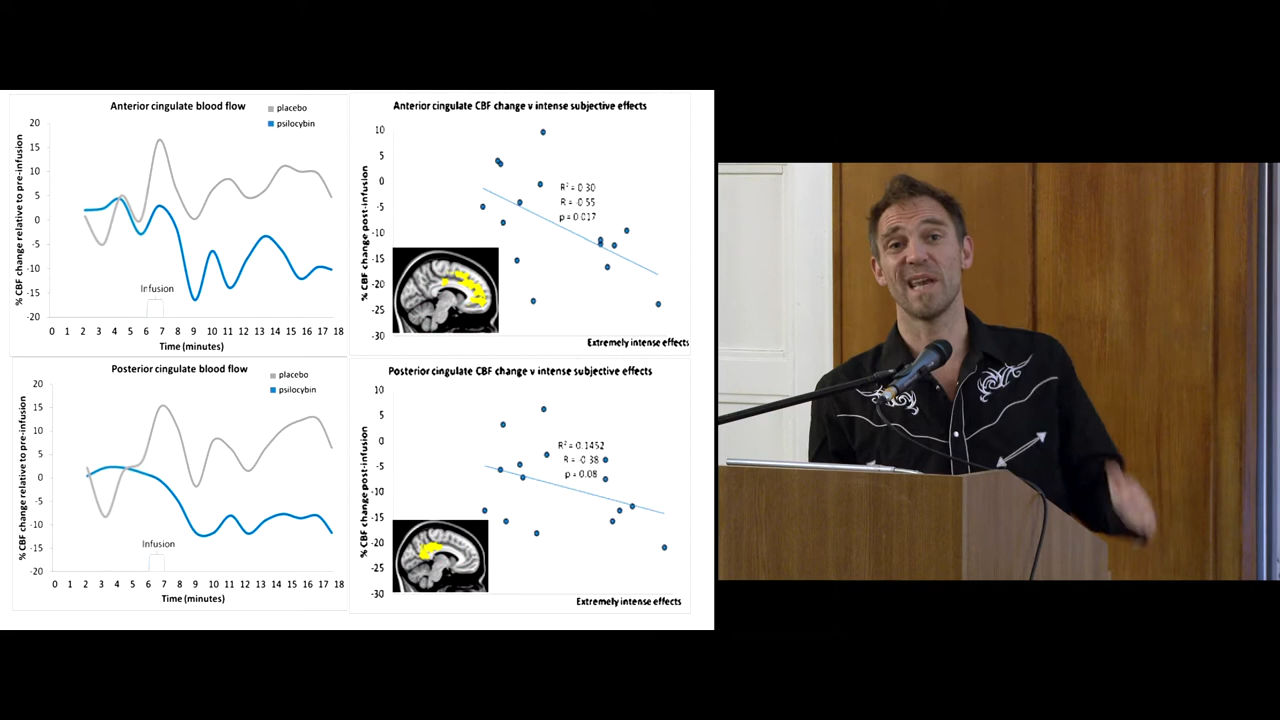 Anterior cingulate blood flow
placebo
psilocybin
% CBF change relative to pre-infusion
20
15
10
5
0
-5
-10
-15
-20
Infusion
0 1 2 3 4 5 6 7 8 9 10 11 12 13 14 15 16 17 18
Time (minutes)
Anterior cingulate CBF change v intense subjective effects
% CBF change post-infusion
10
5
0
-5
-10
-15
-20
-25
-30
R² = 0.30
R = -0.55
p = 0.017
Extremely intense effects
Posterior cingulate blood flow
placebo
psilocybin
% CBF change relative to pre-infusion
20
15
10
5
0
-5
-10
-15
-20
Infusion
0 1 2 3 4 5 6 7 8 9 10 11 12 13 14 15 16 17 18
Time (minutes)
Posterior cingulate CBF change v intense subjective effects
% CBF change post-infusion
10
5
0
-5
-10
-15
-20
-25
-30
R² = 0.1452
R = -0.38
p = 0.08
Extremely intense effects